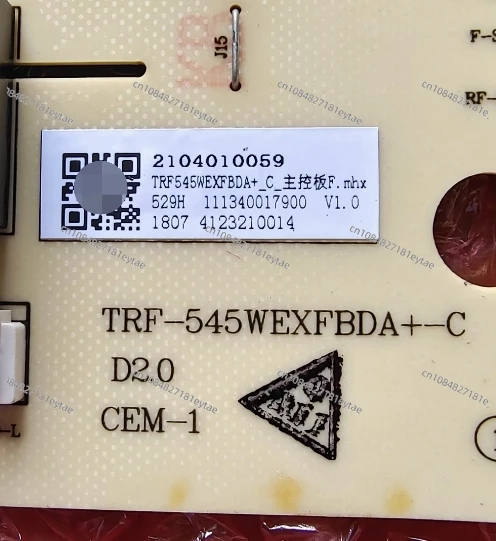 J15
F-S
RF-
2104010059
TRF545WEXFBDA+_C_主控板F.mhx
529H 111340017900 V1.0
1807 4123210014
TRF-545WEXFBDA+-C
D2.0
CEM-1
-L
cn1084827181eytae